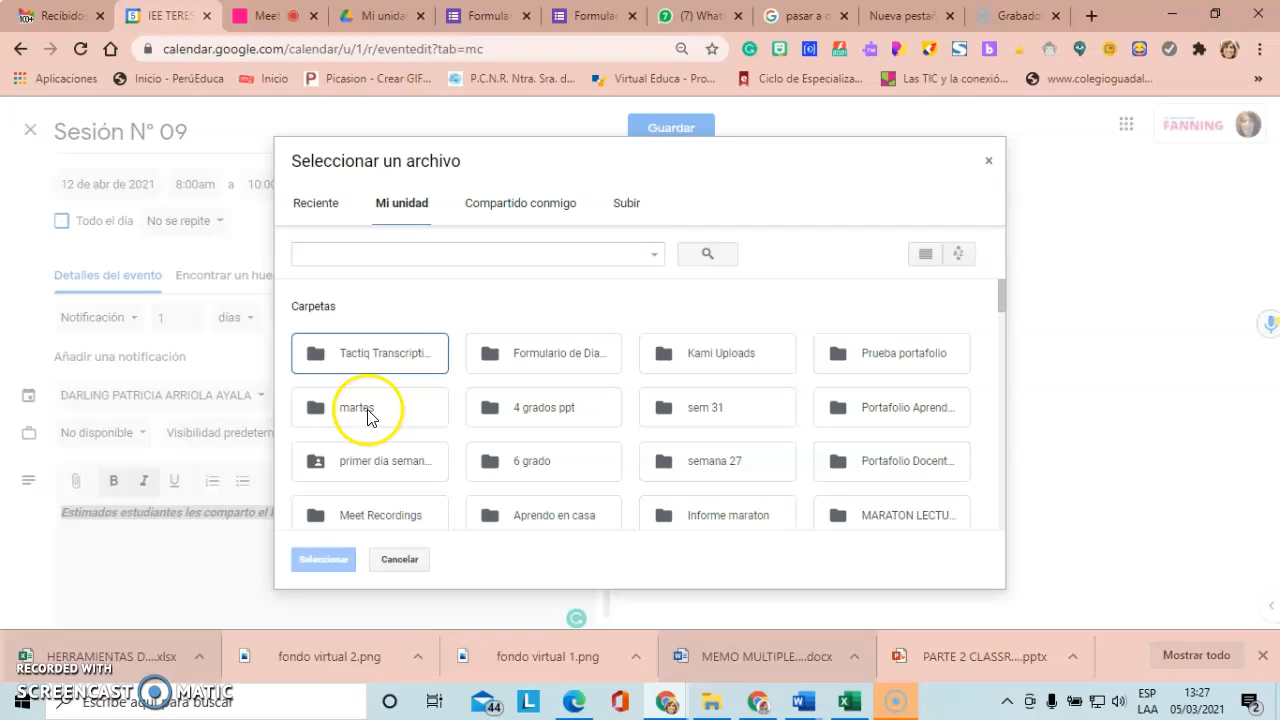 Recibido
IEE TERES
Meet
Mi unidad
Formular
Formular
(7) What
pasar a c
Nueva pestañ
Grabado
calendar.google.com/calendar/u/1/r/eventedit?tab=mc
Aplicaciones
Inicio - PerúEduca
Inicio
Picasion - Crear GIF...
P.C.N.R. Ntra. Sra. d...
Virtual Educa - Pro...
Ciclo de Especializa...
Las TIC y la conexió...
www.colegioguadal...
»
Sesión N° 09
Guardar
FANNING
12 de abr de 2021 8:00am a 10:00
Todo el día No se repite
Detalles del evento Encontrar un hue
Notificación 1 días
Añadir una notificación
DARLING PATRICIA ARRIOLA AYALA
No disponible Visibilidad predetern
B I U
Estimados estudiantes les comparto el l
Seleccionar un archivo
×
Reciente Mi unidad Compartido conmigo Subir
Carpetas
Tactiq Transcripti...
Formulario de Dia...
Kami Uploads
Prueba portafolio
martes
4 grados ppt
sem 31
Portafolio Aprend...
primer dia seman...
6 grado
semana 27
Portafolio Docent...
Meet Recordings
Aprendo en casa
Informe maraton
MARATON LECTU...
Seleccionar Cancelar
HERRAMIENTAS D....xlsx
fondo virtual 2.png
fondo virtual 1.png
MEMO MULTIPLE....docx
PARTE 2 CLASSR....pptx
Mostrar todo
RECORDED WITH
SCREENCAST MATIC
Escribe aquí para buscar
44
ESP
LAA
13:27
05/03/2021
2